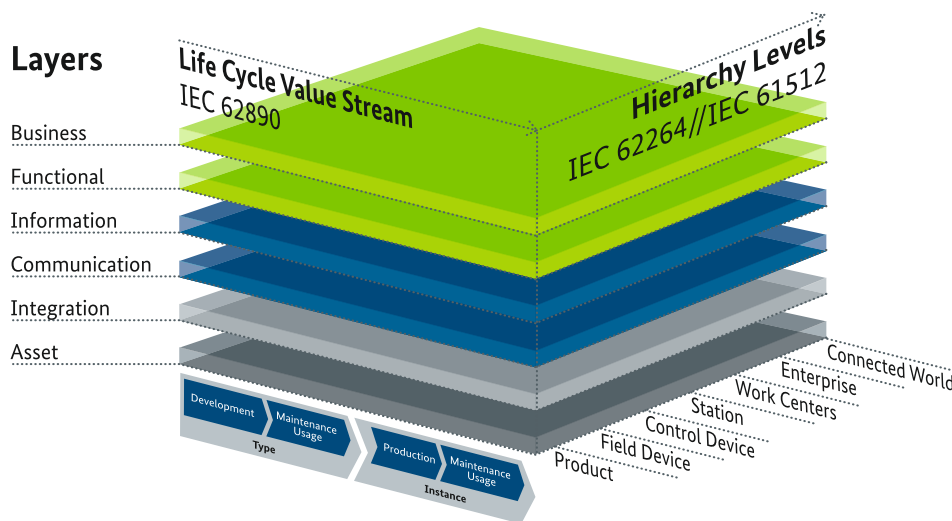 Layers
Life Cycle Value Stream
IEC 62890
Hierarchy Levels
IEC 62264//IEC 61512
Business
Functional
Information
Communication
Integration
Asset
Development
Maintenance
Usage
Type
Production
Maintenance
Usage
Instance
Connected World
Enterprise
Work Centers
Station
Control Device
Field Device
Product